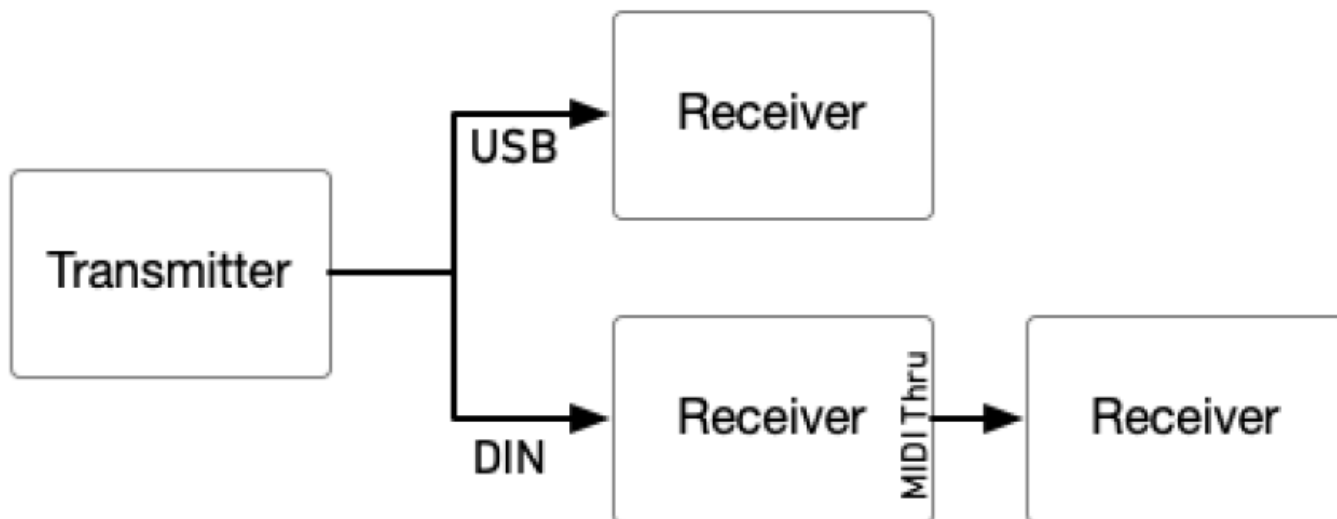 Receiver
USB
Transmitter
Receiver
MIDI Thru
Receiver
DIN